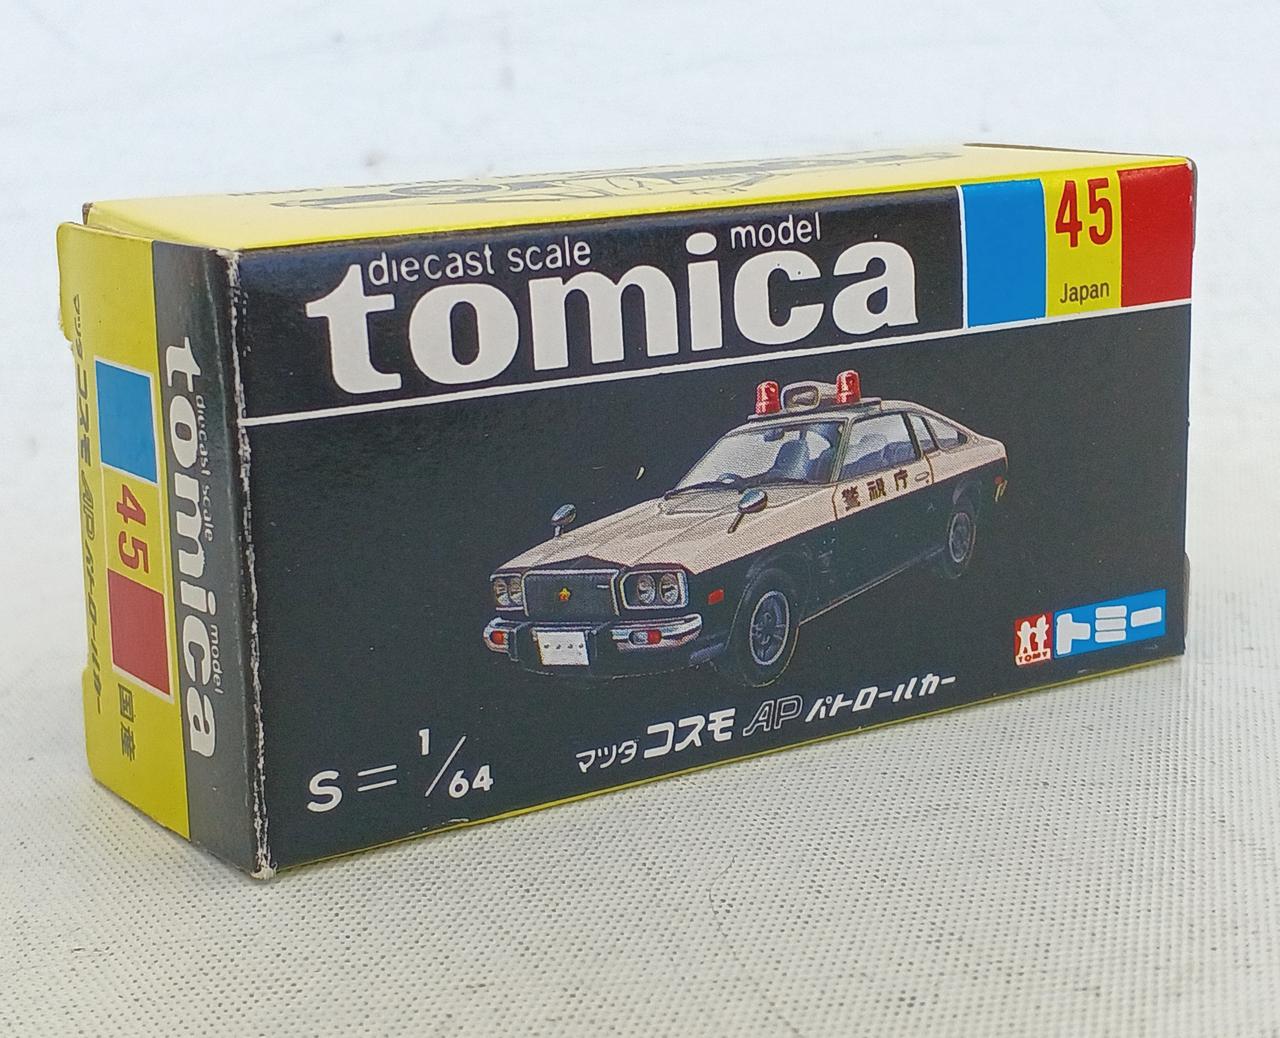 diecast scale model
tomica
45
Japan
警視庁
TOMY
トミー
S=1/64
マツダ コスモ AP パトロールカー
diecast scale model
tomica
マツダ コスモ AP パトロールカー
45
国産